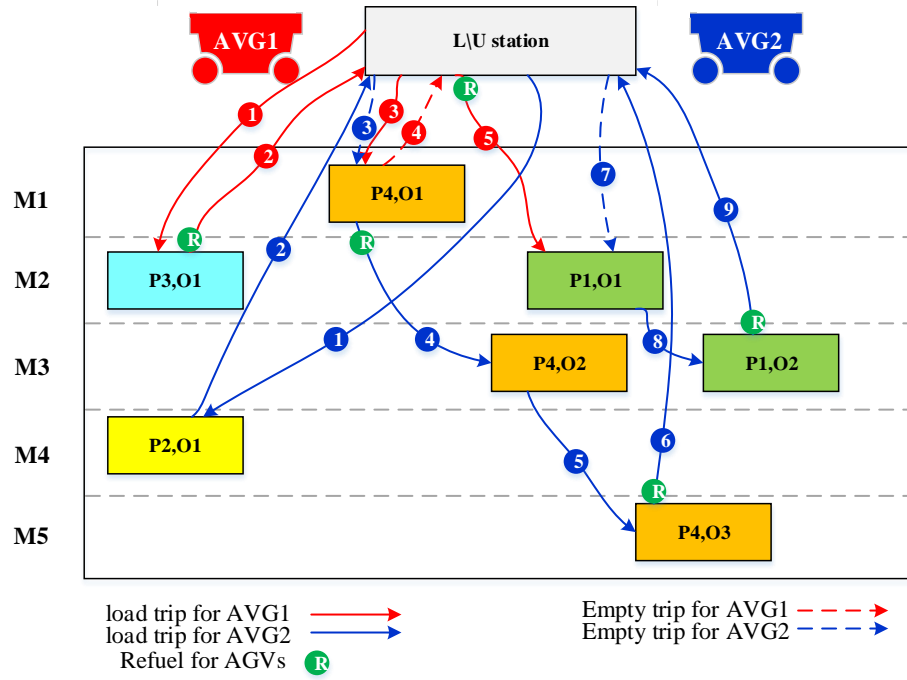 AVG1
L\U station
AVG2
R
3
1
3
4
5
2
7
M1
P4,O1
9
R
R
2
M2
P3,O1
P1,O1
R
1
4
8
M3
P4,O2
P1,O2
M4
P2,O1
6
5
R
M5
P4,O3
load trip for AVG1
load trip for AVG2
Refuel for AGVs R
Empty trip for AVG1
Empty trip for AVG2